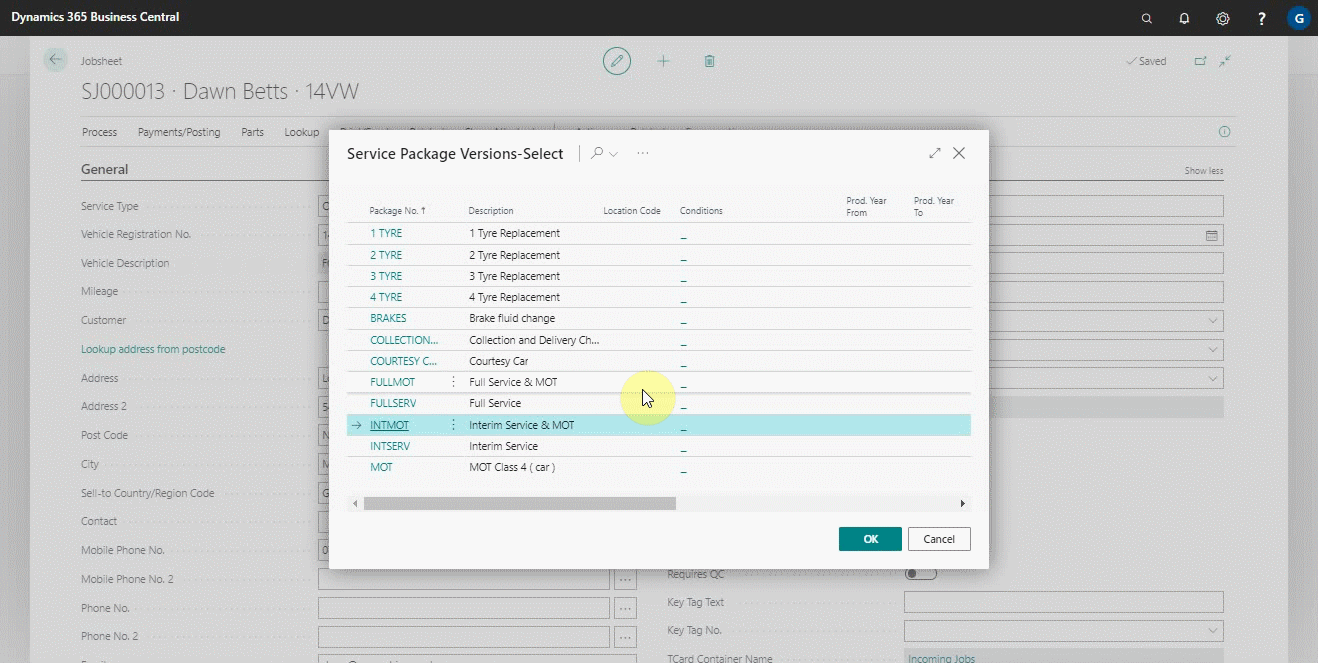 Dynamics 365 Business Central
?
G
Jobsheet
Saved
SJ000013 · Dawn Betts · 14VW
Process Payments/Posting Parts Lookup
General
Show less
Service Type
Vehicle Registration No.
Vehicle Description
Mileage
Customer
Lookup address from postcode
Address
Address 2
Post Code
City
Sell-to Country/Region Code
Contact
Mobile Phone No.
Mobile Phone No. 2
Phone No.
Phone No. 2
Service Package Versions-Select
Package No. ↑ Description Location Code Conditions Prod. Year From Prod. Year To
1 TYRE 1 Tyre Replacement _
2 TYRE 2 Tyre Replacement _
3 TYRE 3 Tyre Replacement _
4 TYRE 4 Tyre Replacement _
BRAKES Brake fluid change _
COLLECTION... Collection and Delivery Ch... _
COURTESY C... Courtesy Car _
FULLMOT Full Service & MOT _
FULLSERV Full Service _
INTMOT Interim Service & MOT _
INTSERV Interim Service _
MOT MOT Class 4 ( car ) _
OK Cancel
Requires QC
Key Tag Text
Key Tag No.
TCard Container Name Incoming Jobs